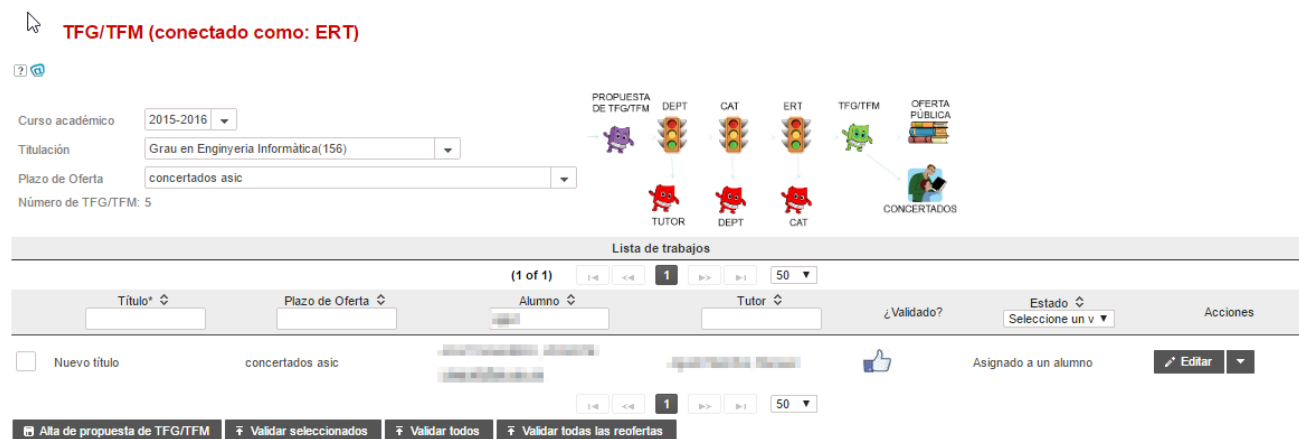 TFG/TFM (conectado como: ERT)
?
Curso académico 2015-2016
Titulación Grau en Enginyeria Informàtica(156)
Plazo de Oferta concertados asic
Número de TFG/TFM: 5
PROPUESTA
DE TFG/TFM
DEPT
CAT
ERT
TFG/TFM
OFERTA
PÚBLICA
TUTOR
DEPT
CAT
CONCERTADOS
Lista de trabajos
(1 of 1) 1 50
Título* Plazo de Oferta Alumno Tutor ¿Validado? Estado Acciones
Seleccione un v
Nuevo título concertados asic Asignado a un alumno Editar
1 50
Alta de propuesta de TFG/TFM Validar seleccionados Validar todos Validar todas las reofertas